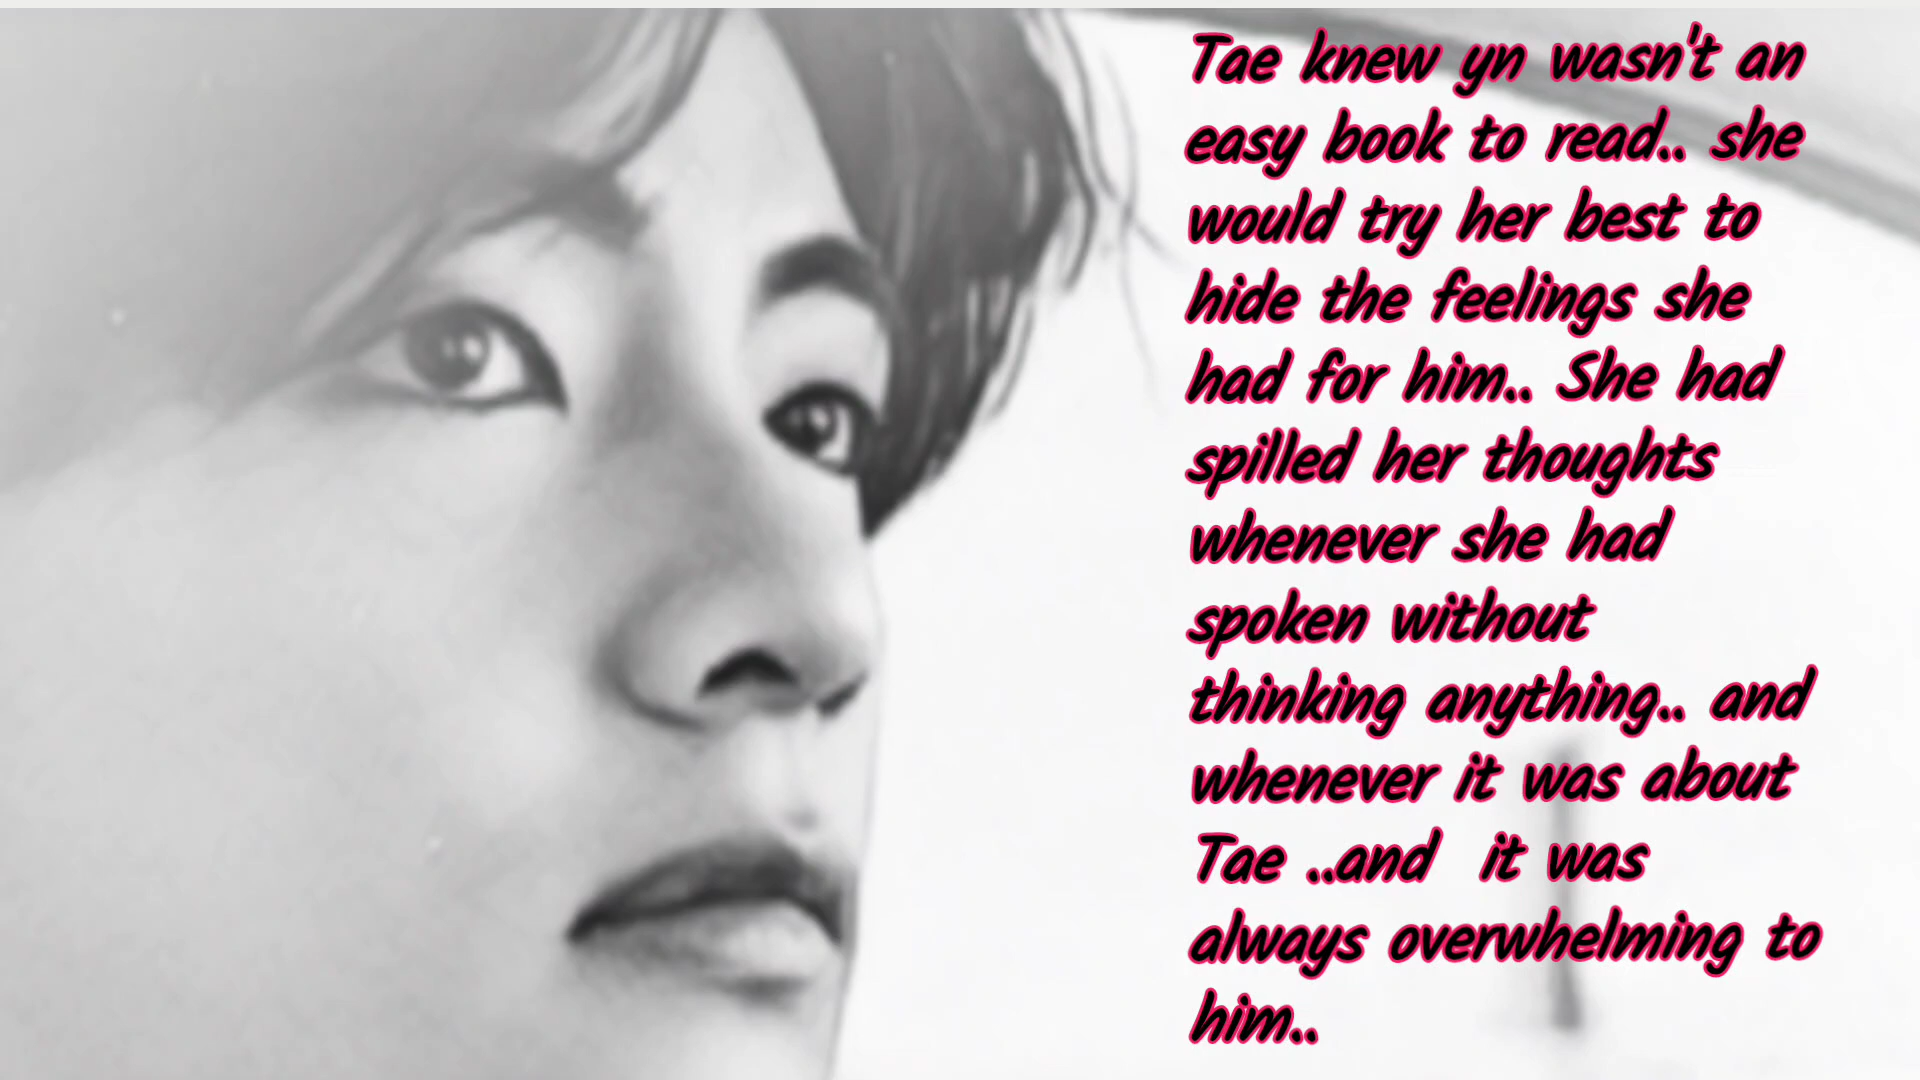 Tae knew yn wasn't an
easy book to read.. she
would try her best to
hide the feelings she
had for him.. She had
spilled her thoughts
whenever she had
spoken without
thinking anything.. and
whenever it was about
Tae ..and  it was
always overwhelming to
him..